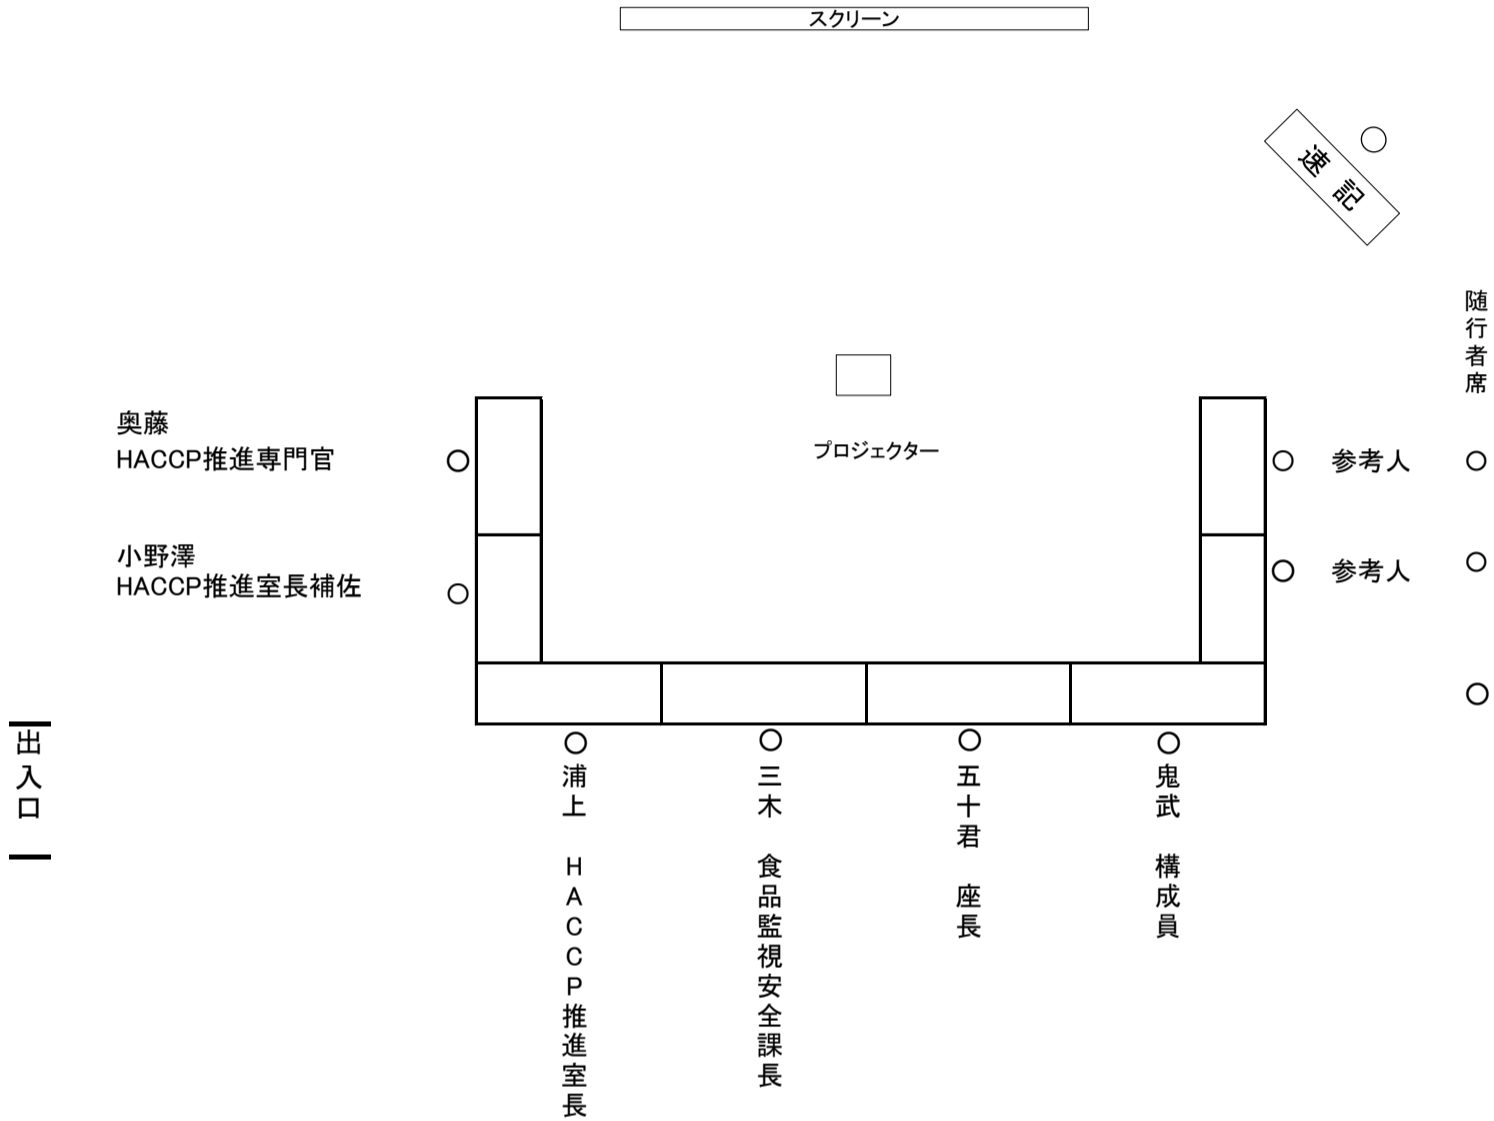 スクリーン
速記
随行者席
プロジェクター
奥藤
HACCP推進専門官
参考人
小野澤
HACCP推進室長補佐
参考人
出入口
浦上 HACCP推進室長
三木 食品監視安全課長
五十君 座長
鬼武 構成員